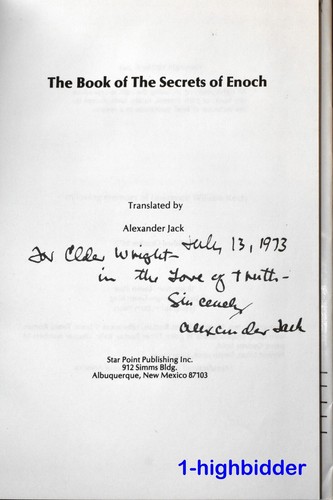 The Book of The Secrets of Enoch
Translated by
Alexander Jack
July 13, 1973
For Elder Wright-
in the Love of Truth-
Sincerely
Alexander Jack
Star Point Publishing Inc.
912 Simms Bldg.
Albuquerque, New Mexico 87103
1-highbidder